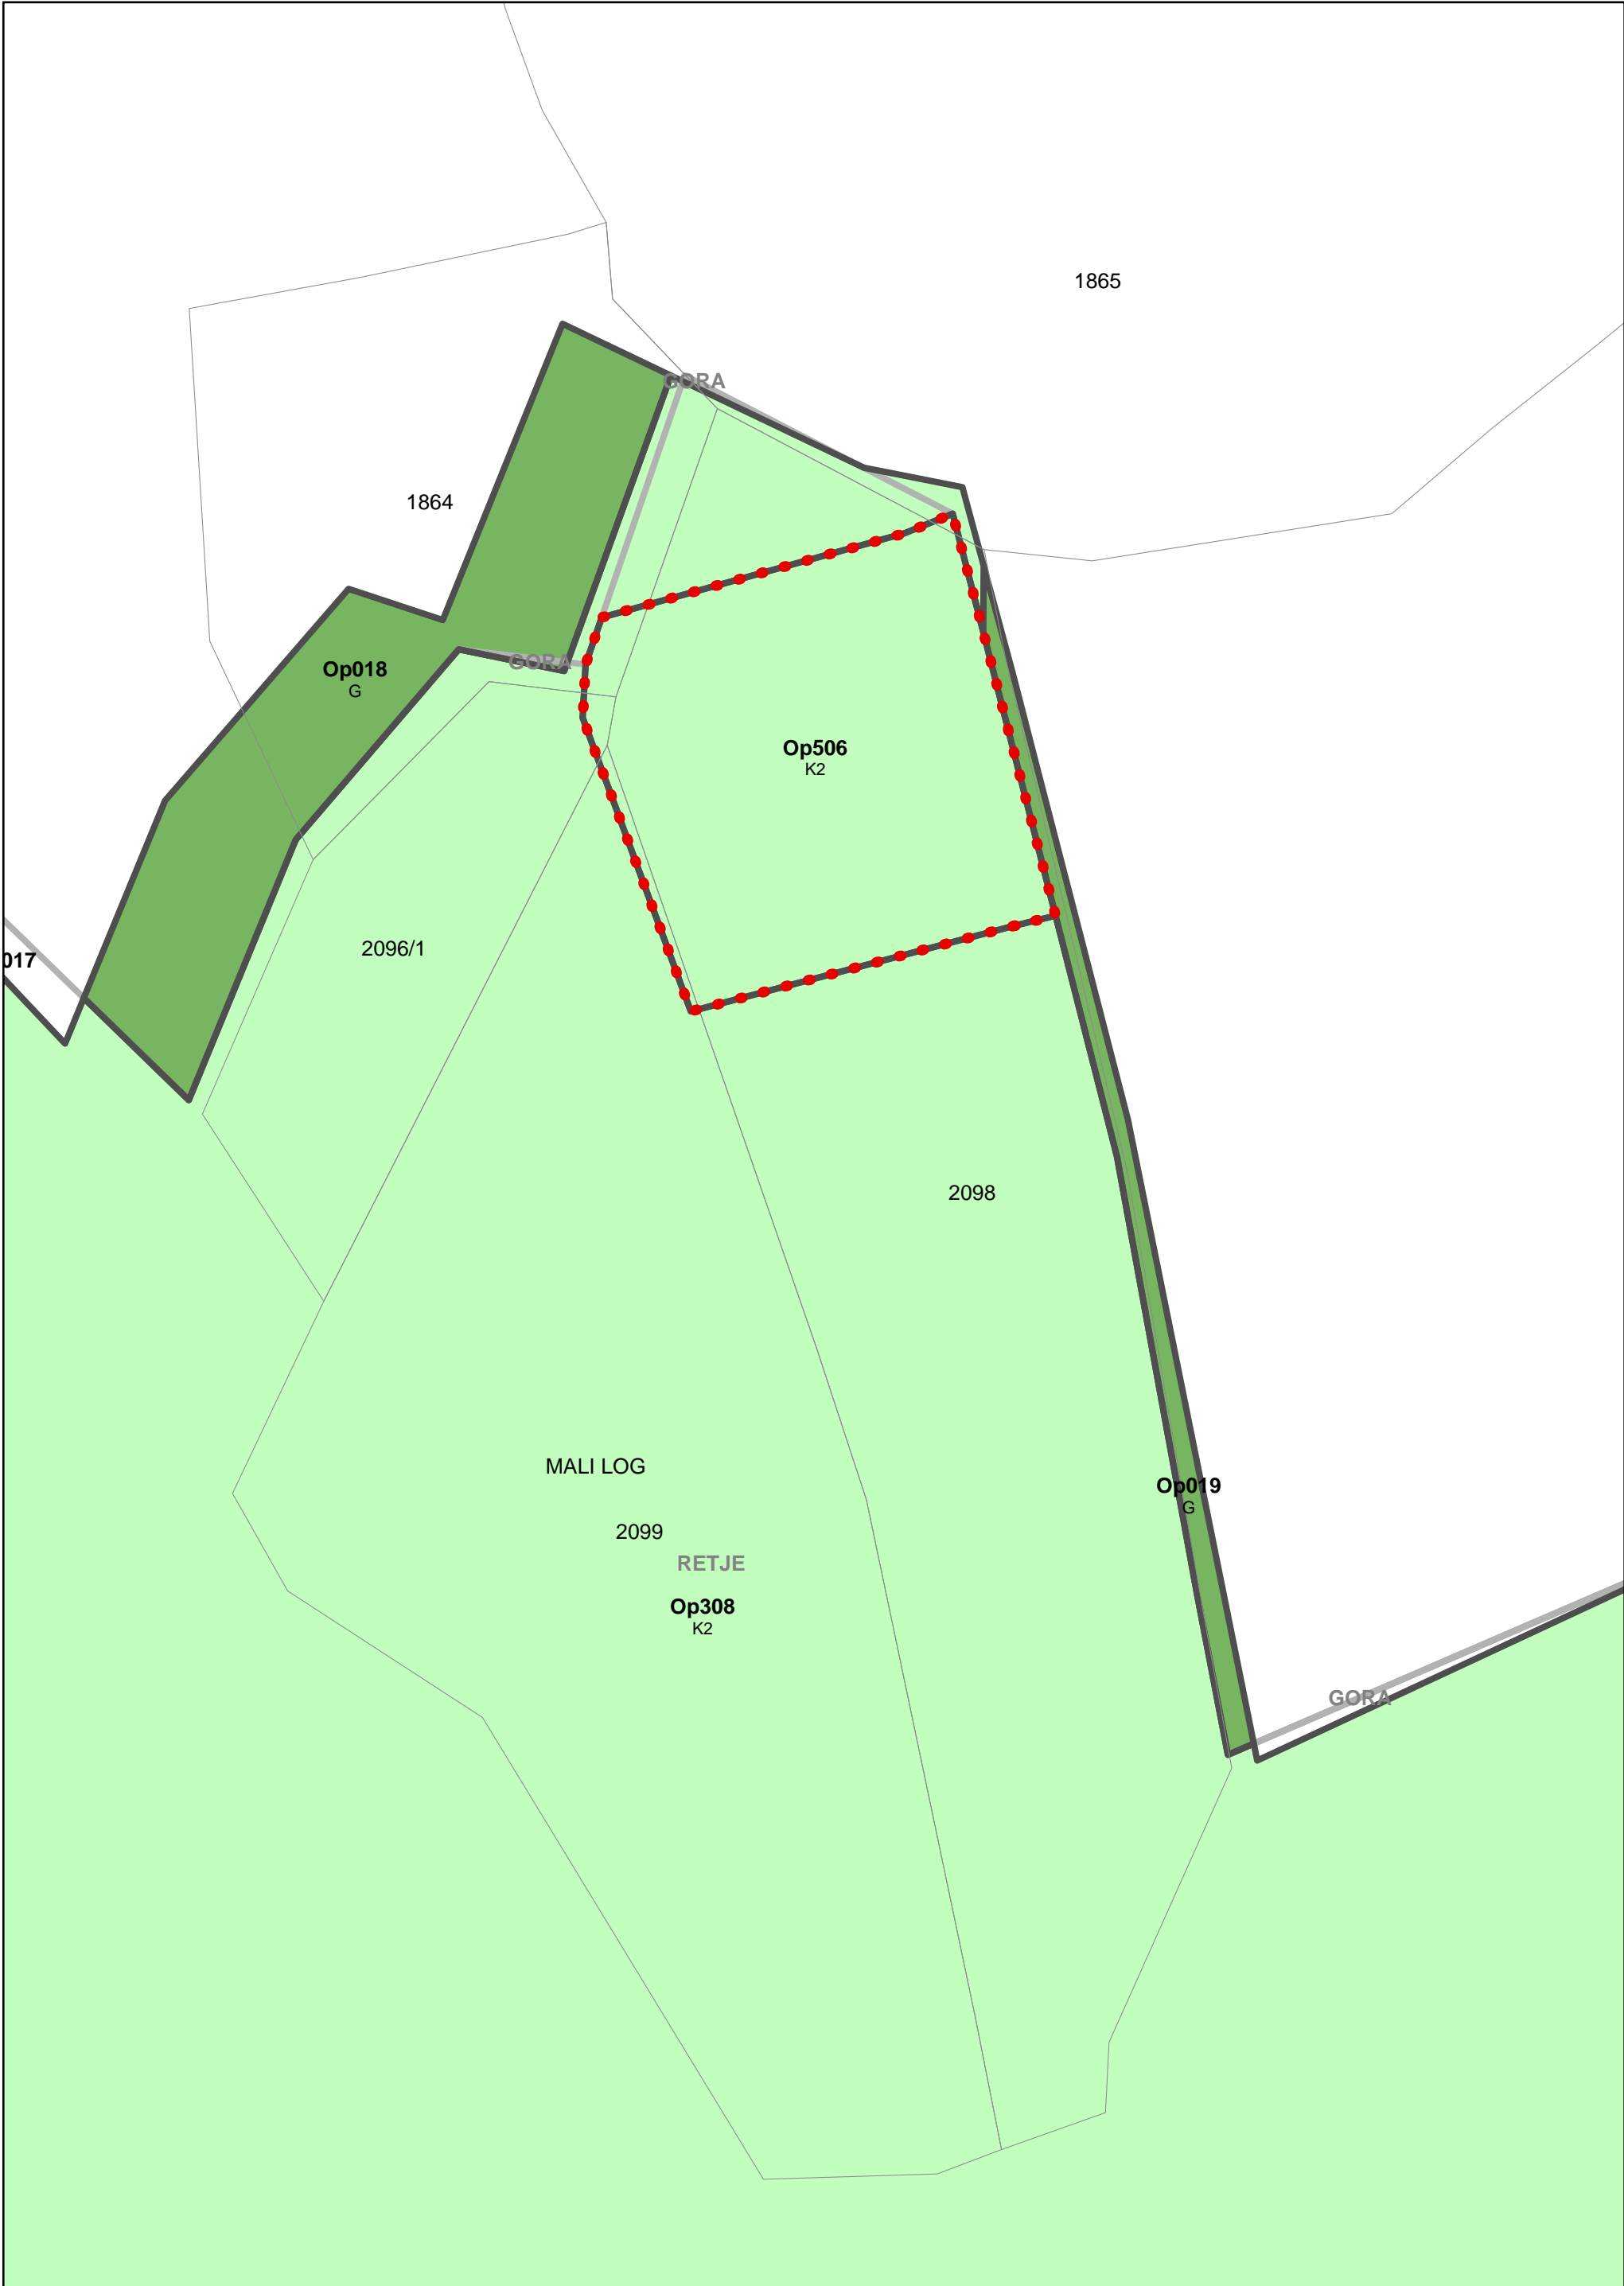 1865
GORA
1864
GORA
Op018
G
Op506
K2
2096/1
017
2098
MALI LOG
Op019
G
2099
RETJE
Op308
K2
GORA